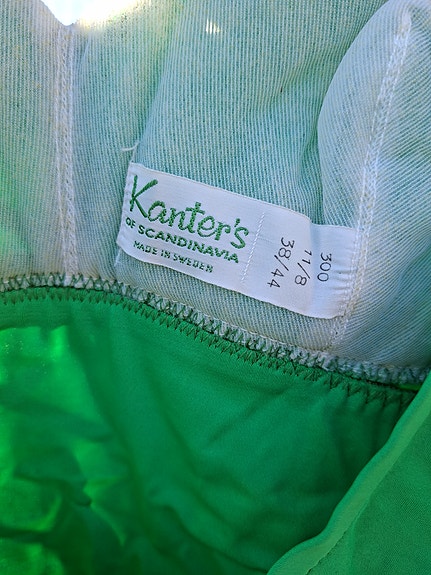 Kanter's
OF SCANDINAVIA
MADE IN SWEDEN
300
11/8
38/44